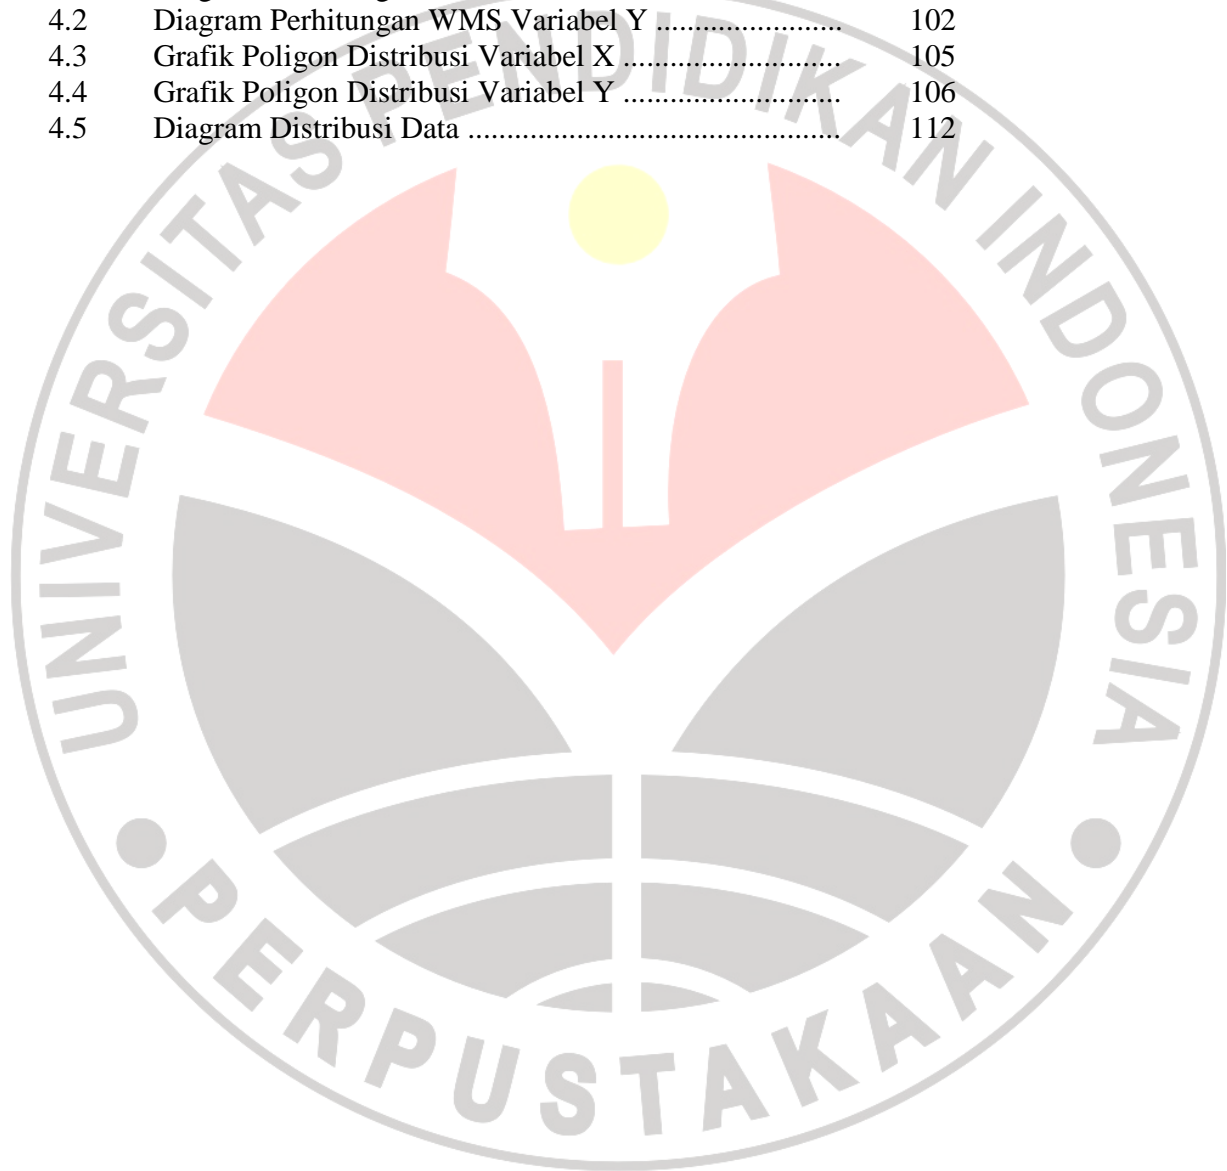 4.2 Diagram Perhitungan WMS Variabel Y ........................ 102
4.3 Grafik Poligon Distribusi Variabel X ............................ 105
4.4 Grafik Poligon Distribusi Variabel Y ............................ 106
4.5 Diagram Distribusi Data ................................................ 112
UNIVERSITAS PENDIDIKAN INDONESIA
PERPUSTAKAAN